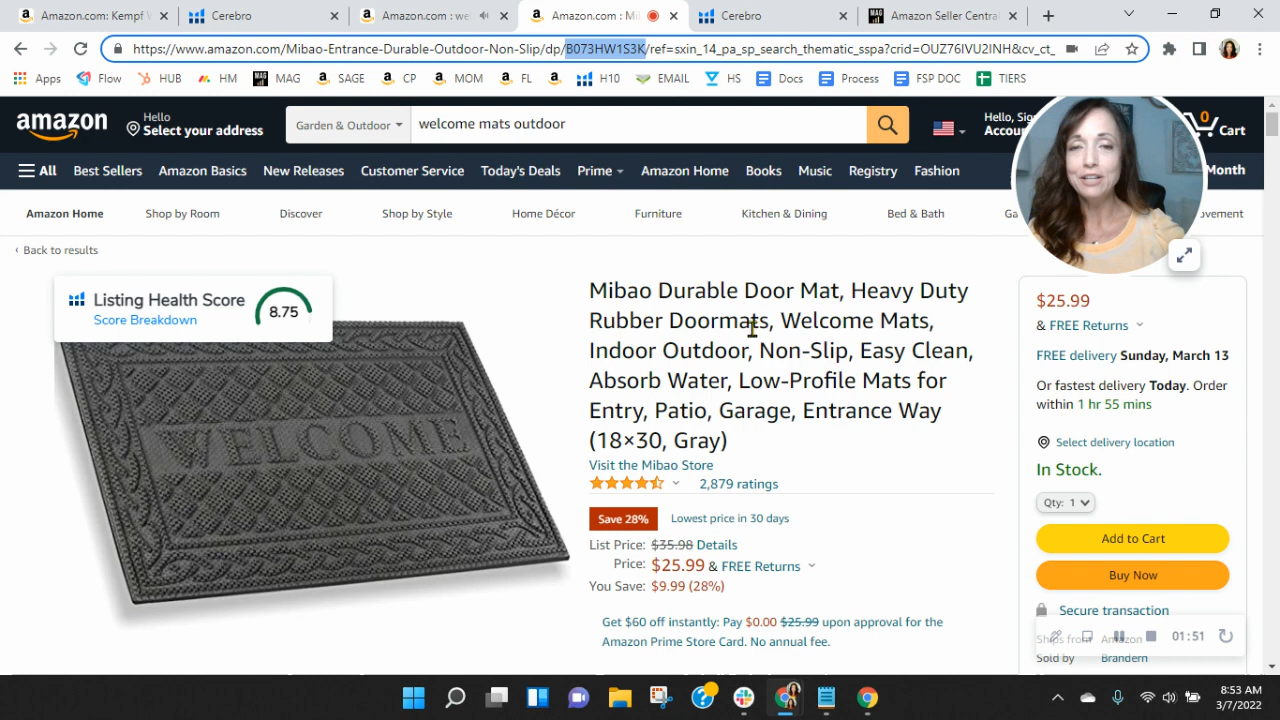 Amazon.com: Kempf W
Cerebro
Amazon.com : we
Amazon.com : Mi
Cerebro
Amazon Seller Central
https://www.amazon.com/Mibao-Entrance-Durable-Outdoor-Non-Slip/dp/B073HW1S3K/ref=sxin_14_pa_sp_search_thematic_sspa?crid=OUZ76IVU2INH&cv_ct_
Apps
Flow
HUB
HM
MAG
SAGE
CP
MOM
FL
H10
EMAIL
HS
Docs
Process
FSP DOC
TIERS
amazon
Hello
Select your address
Garden & Outdoor
welcome mats outdoor
Hello, Sig
Accou
0
Cart
All
Best Sellers
Amazon Basics
New Releases
Customer Service
Today's Deals
Prime
Amazon Home
Books
Music
Registry
Fashion
Month
Amazon Home
Shop by Room
Discover
Shop by Style
Home Décor
Furniture
Kitchen & Dining
Bed & Bath
Ga
ovement
‹ Back to results
Listing Health Score
Score Breakdown
8.75
WELCOME
Mibao Durable Door Mat, Heavy Duty
Rubber Doormats, Welcome Mats,
Indoor Outdoor, Non-Slip, Easy Clean,
Absorb Water, Low-Profile Mats for
Entry, Patio, Garage, Entrance Way
(18×30, Gray)
Visit the Mibao Store
2,879 ratings
Save 28%
Lowest price in 30 days
List Price: $35.98 Details
Price: $25.99 & FREE Returns
You Save: $9.99 (28%)
Get $60 off instantly: Pay $0.00 $25.99 upon approval for the
Amazon Prime Store Card. No annual fee.
$25.99
& FREE Returns
FREE delivery Sunday, March 13
Or fastest delivery Today. Order
within 1 hr 55 mins
Select delivery location
In Stock.
Qty: 1
Add to Cart
Buy Now
Secure transaction
Ships from Amazon
Sold by Brandern
01:51
8:53 AM
3/7/2022